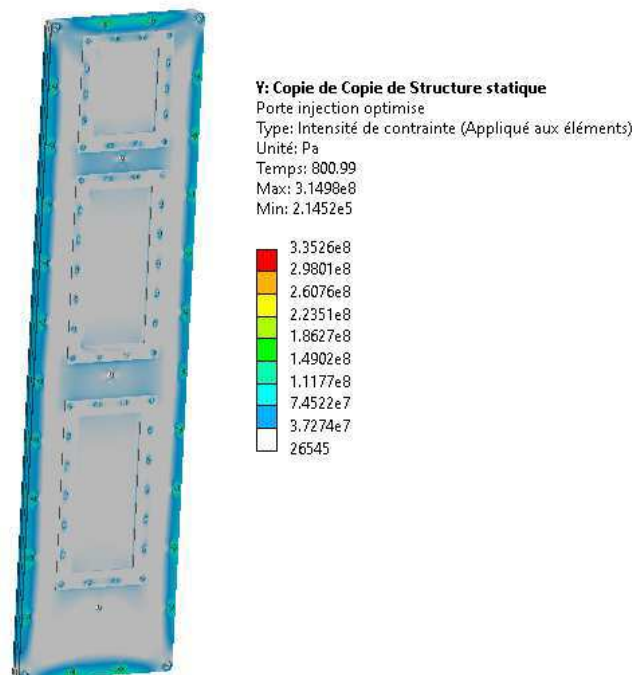 Y: Copie de Copie de Structure statique
Porte injection optimise
Type: Intensité de contrainte (Appliqué aux éléments)
Unité: Pa
Temps: 800.99
Max: 3.1498e8
Min: 2.1452e5
3.3526e8
2.9801e8
2.6076e8
2.2351e8
1.8627e8
1.4902e8
1.1177e8
7.4522e7
3.7274e7
26545